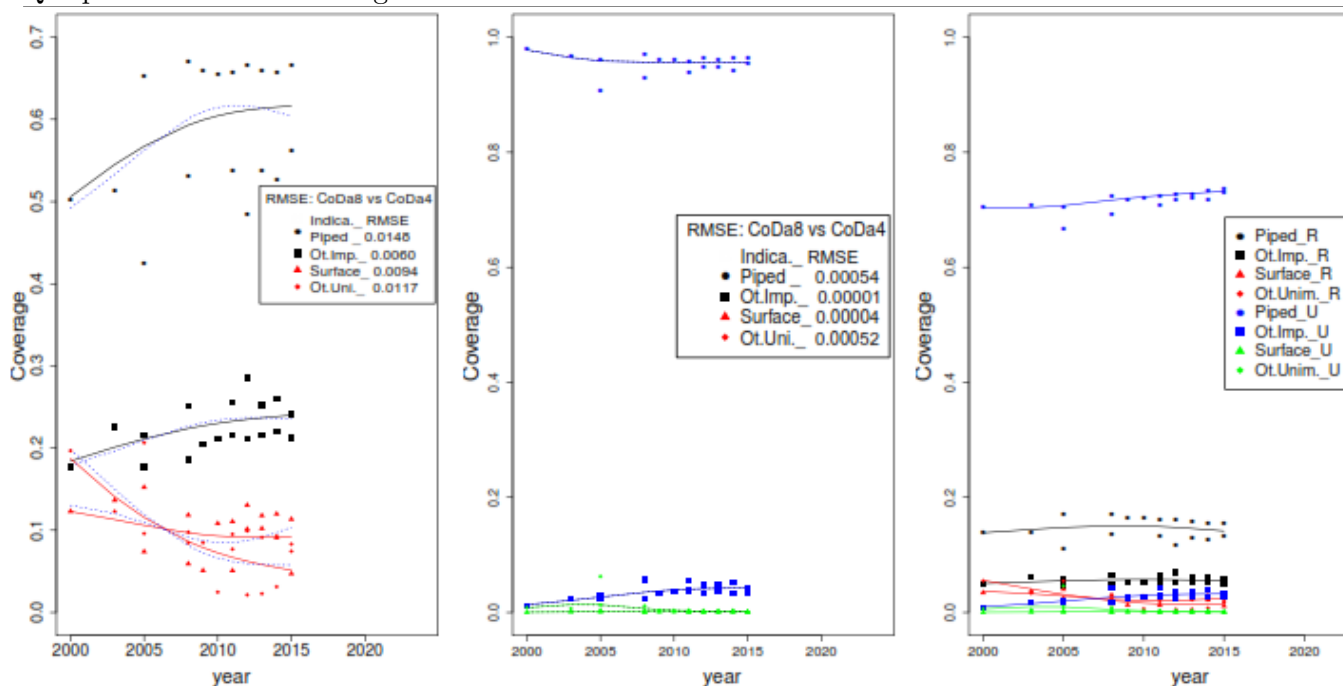 0.7
0.6
0.5
0.4
0.3
0.2
0.1
0.0
Coverage
RMSE: CoDa8 vs CoDa4
Indica._ RMSE
Piped _ 0.0148
Ot.Imp._ 0.0060
Surface_ 0.0094
Ot.Uni._ 0.0117
2000 2005 2010 2015 2020
year
1.0
0.8
0.6
0.4
0.2
0.0
Coverage
RMSE: CoDa8 vs CoDa4
Indica._ RMSE
Piped _ 0.00054
Ot.Imp._ 0.00001
Surface_ 0.00004
Ot.Uni._ 0.00052
2000 2005 2010 2015 2020
year
1.0
0.8
0.6
0.4
0.2
0.0
Coverage
Piped_R
Ot.Imp._R
Surface_R
Ot.Unim._R
Piped_U
Ot.Imp._U
Surface_U
Ot.Unim._U
2000 2005 2010 2015 2020
year